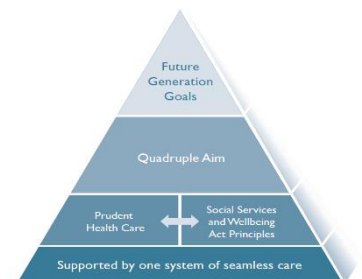 Future
Generation
Goals
Quadruple Aim
Prudent
Health Care
Social Services
and Wellbeing
Act Principles
Supported by one system of seamless care